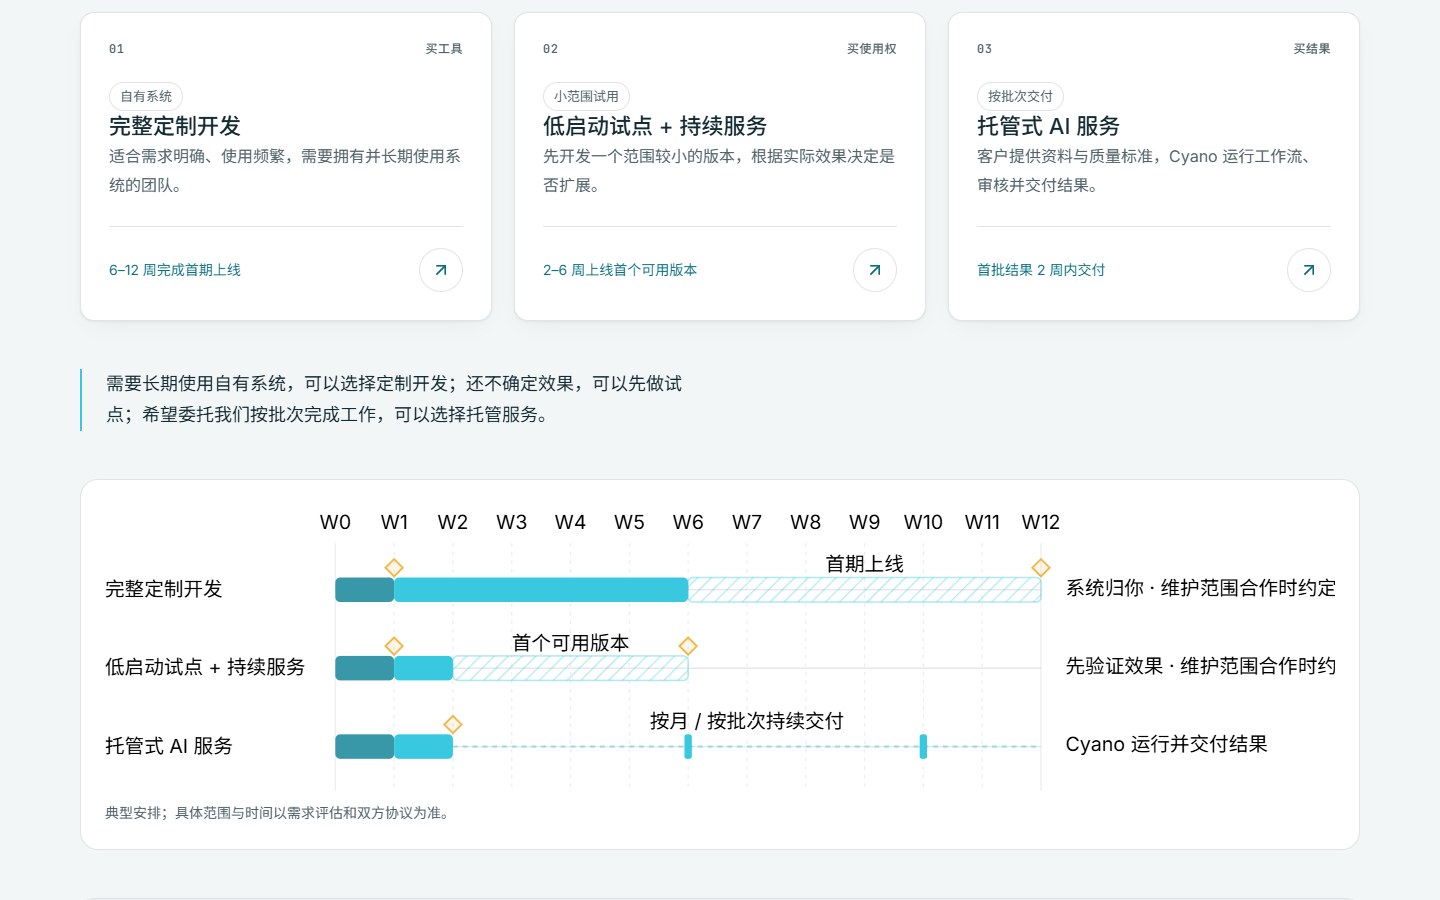 01
买工具
自有系统
完整定制开发
适合需求明确、使用频繁，需要拥有并长期使用系
统的团队。
6–12 周完成首期上线
02
买使用权
小范围试用
低启动试点 + 持续服务
先开发一个范围较小的版本，根据实际效果决定是
否扩展。
2–6 周上线首个可用版本
03
买结果
按批次交付
托管式 AI 服务
客户提供资料与质量标准，Cyano 运行工作流、
审核并交付结果。
首批结果 2 周内交付
需要长期使用自有系统，可以选择定制开发；还不确定效果，可以先做试
点；希望委托我们按批次完成工作，可以选择托管服务。
W0 W1 W2 W3 W4 W5 W6 W7 W8 W9 W10 W11 W12
首期上线
完整定制开发
系统归你 · 维护范围合作时约定
首个可用版本
低启动试点 + 持续服务
先验证效果 · 维护范围合作时约
按月 / 按批次持续交付
托管式 AI 服务
Cyano 运行并交付结果
典型安排；具体范围与时间以需求评估和双方协议为准。